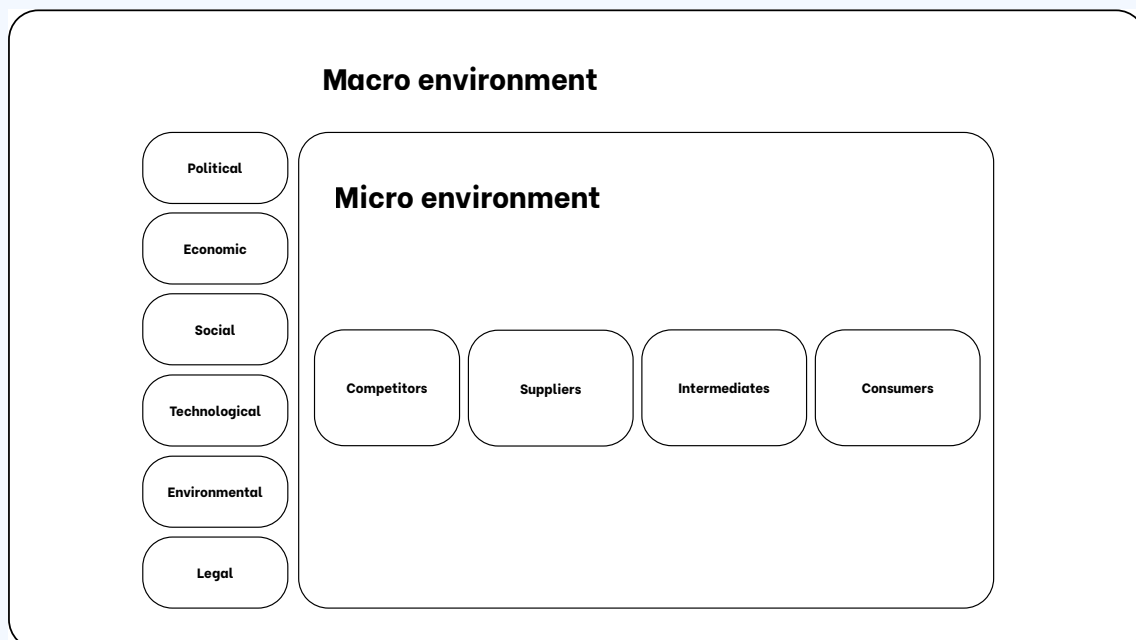 Macro environment
Political
Micro environment
Economic
Social
Competitors
Suppliers
Intermediates
Consumers
Technological
Environmental
Legal